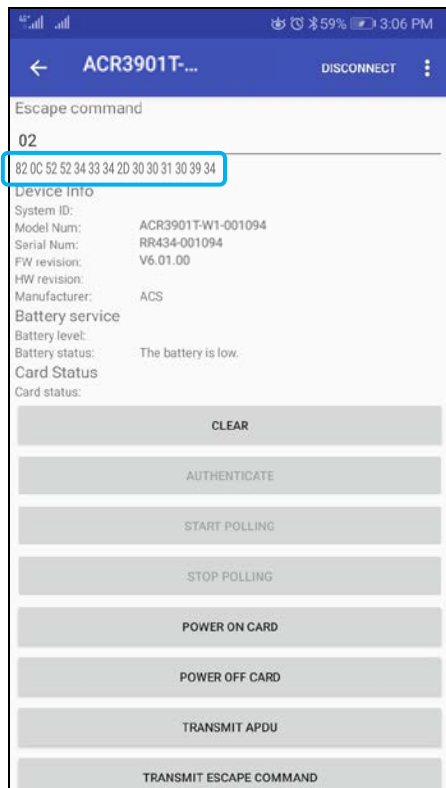 59% 3:06 PM
ACR3901T-... DISCONNECT
Escape command
02
82 0C 52 52 34 33 34 2D 30 30 31 30 39 34
Device Info
System ID:
Model Num: ACR3901T-W1-001094
Serial Num: RR434-001094
FW revision: V6.01.00
HW revision:
Manufacturer: ACS
Battery service
Battery level:
Battery status: The battery is low.
Card Status
Card status:
CLEAR
AUTHENTICATE
START POLLING
STOP POLLING
POWER ON CARD
POWER OFF CARD
TRANSMIT APDU
TRANSMIT ESCAPE COMMAND